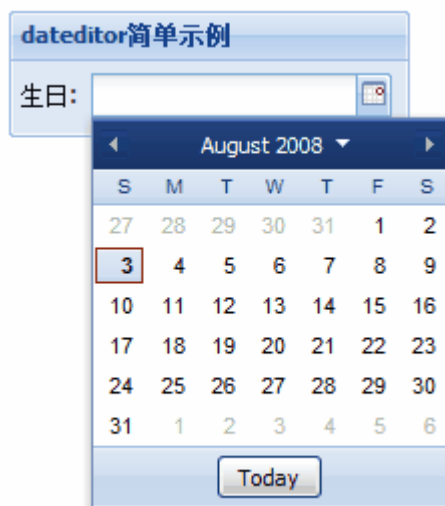 dateditor简单示例
生日:
August 2008
S M T W T F S
27 28 29 30 31 1 2
3 4 5 6 7 8 9
10 11 12 13 14 15 16
17 18 19 20 21 22 23
24 25 26 27 28 29 30
31 1 2 3 4 5 6
Today